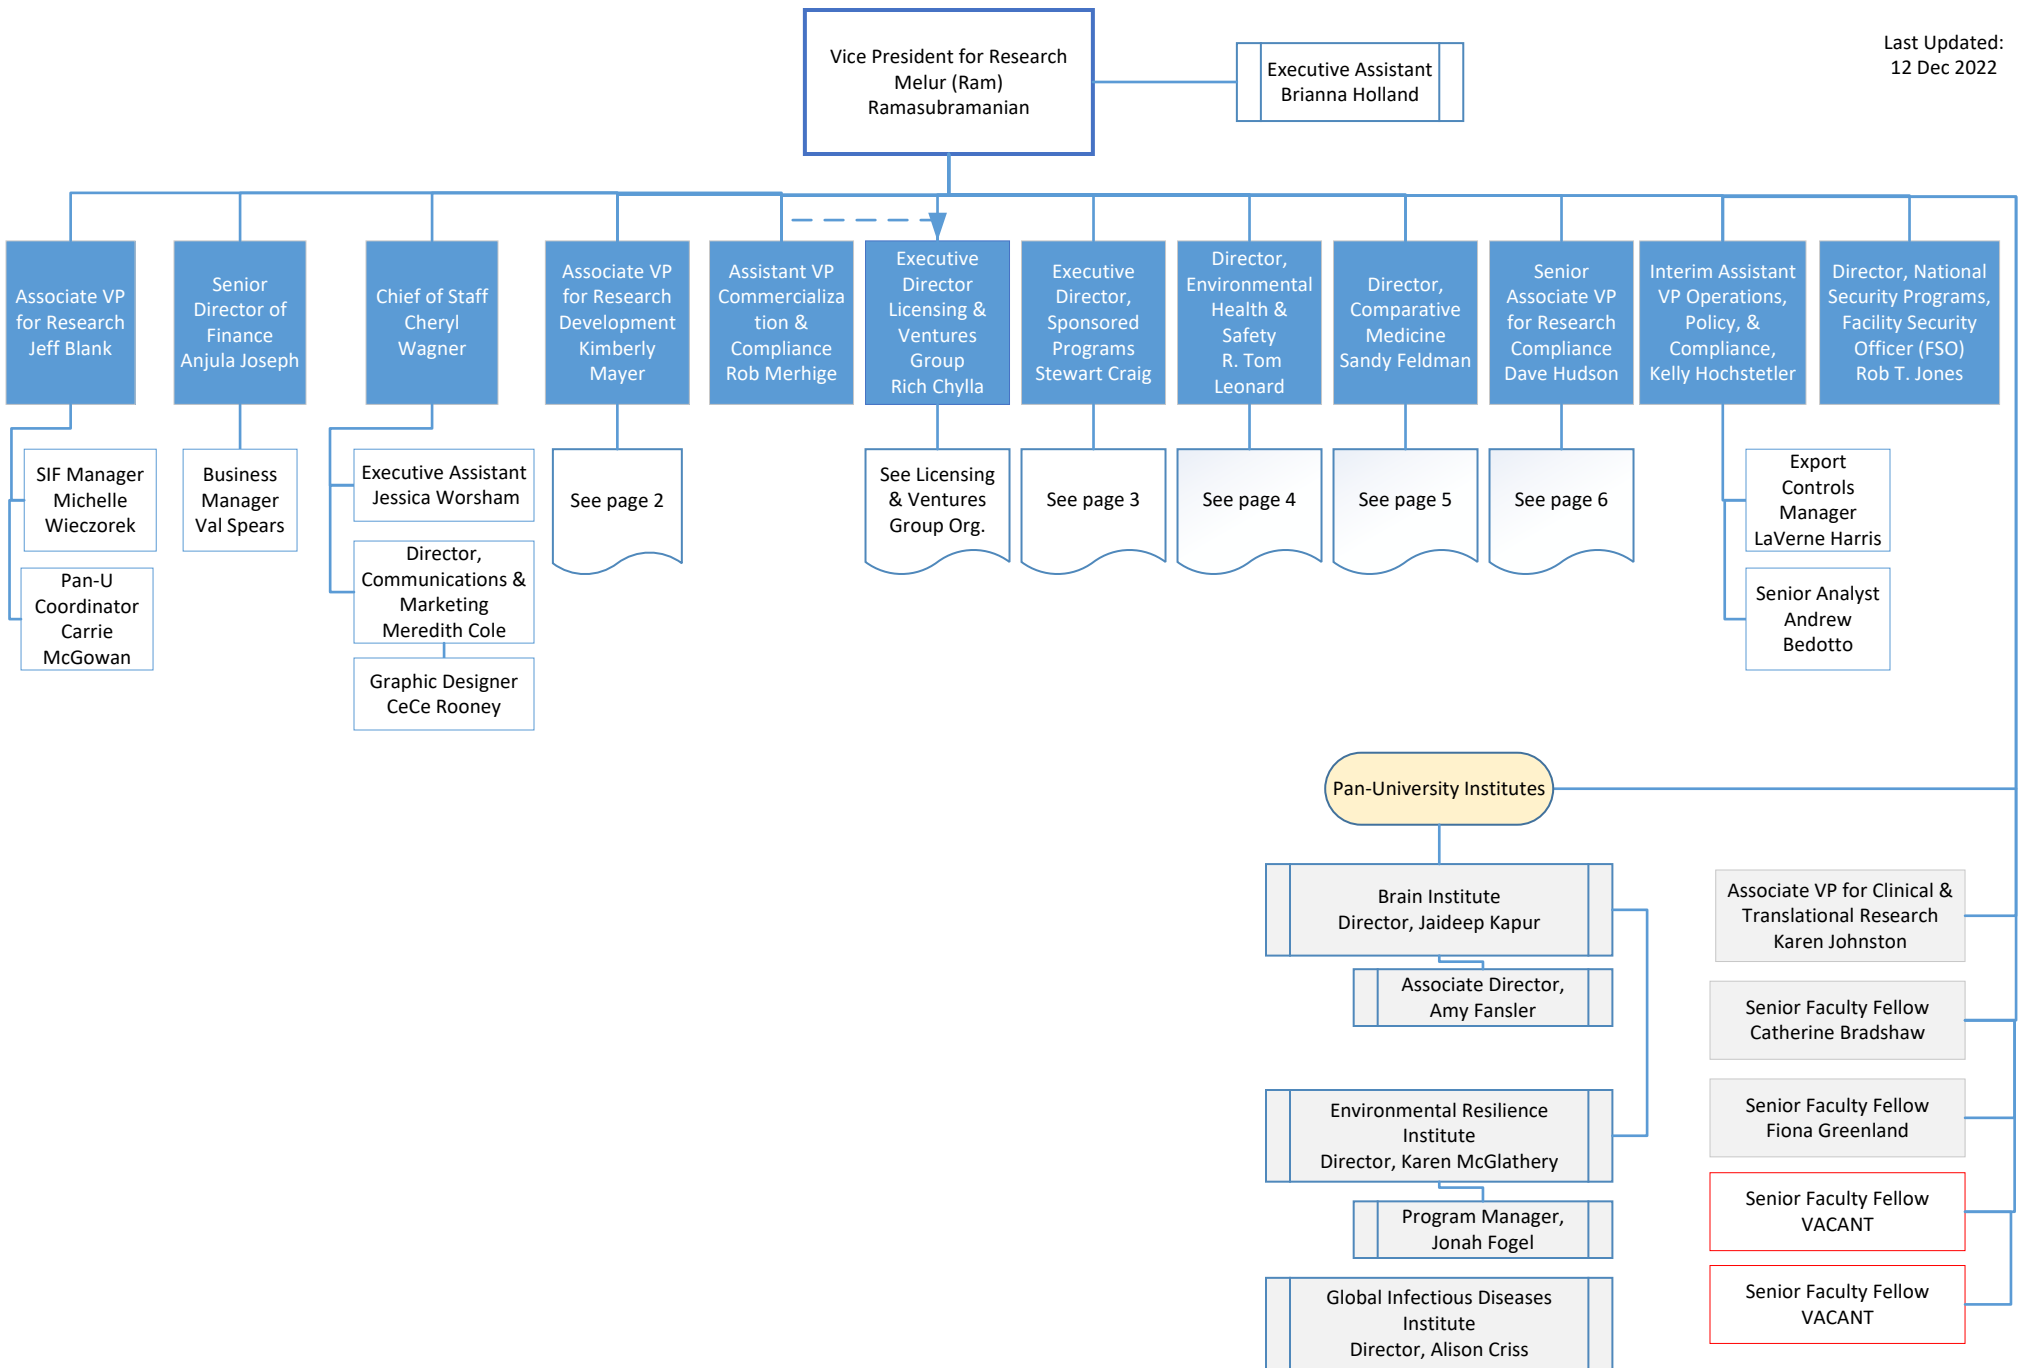 Vice President for Research
Melur (Ram)
Ramasubramanian
Executive Assistant
Brianna Holland
Last Updated:
12 Dec 2022
Associate VP
for Research
Jeff Blank
Senior
Director of
Finance
Anjula Joseph
Chief of Staff
Cheryl
Wagner
Associate VP
for Research
Development
Kimberly
Mayer
Assistant VP
Commercializa
tion &
Compliance
Rob Merhige
Executive
Director
Licensing &
Ventures
Group
Rich Chylla
Executive
Director,
Sponsored
Programs
Stewart Craig
Director,
Environmental
Health &
Safety
R. Tom
Leonard
Director,
Comparative
Medicine
Sandy Feldman
Senior
Associate VP
for Research
Compliance
Dave Hudson
Interim Assistant
VP Operations,
Policy, &
Compliance,
Kelly Hochstetler
Director, National
Security Programs,
Facility Security
Officer (FSO)
Rob T. Jones
SIF Manager
Michelle
Wieczorek
Business
Manager
Val Spears
Executive Assistant
Jessica Worsham
See page 2
See Licensing
& Ventures
Group Org.
See page 3
See page 4
See page 5
See page 6
Export
Controls
Manager
LaVerne Harris
Pan-U
Coordinator
Carrie
McGowan
Director,
Communications &
Marketing
Meredith Cole
Senior Analyst
Andrew
Bedotto
Graphic Designer
CeCe Rooney
Pan-University Institutes
Brain Institute
Director, Jaideep Kapur
Associate Director,
Amy Fansler
Environmental Resilience
Institute
Director, Karen McGlathery
Program Manager,
Jonah Fogel
Global Infectious Diseases
Institute
Director, Alison Criss
Associate VP for Clinical &
Translational Research
Karen Johnston
Senior Faculty Fellow
Catherine Bradshaw
Senior Faculty Fellow
Fiona Greenland
Senior Faculty Fellow
VACANT
Senior Faculty Fellow
VACANT